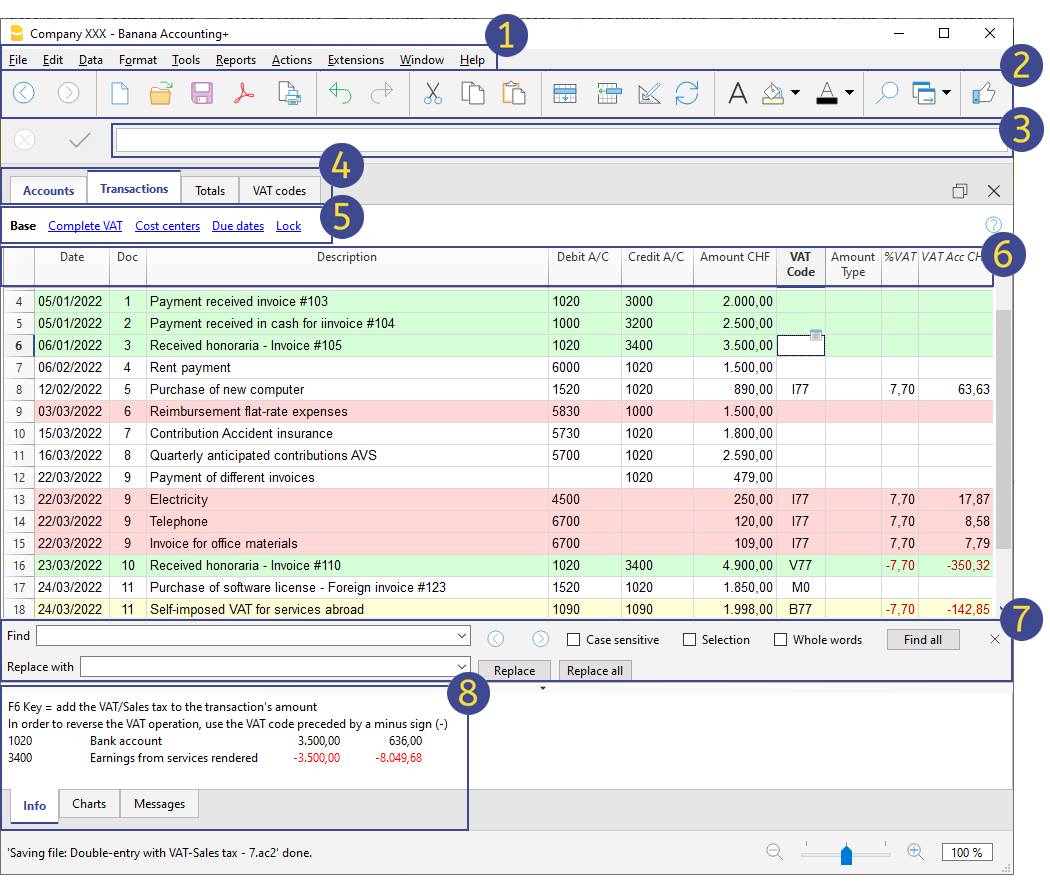 Company XXX - Banana Accounting+
1
File Edit Data Format Tools Reports Actions Extensions Window Help
2
3
4
Accounts Transactions Totals VAT codes
5
Base Complete VAT Cost centers Due dates Lock
6
Date Doc Description Debit A/C Credit A/C Amount CHF VAT Code Amount Type %VAT VAT Acc
4 05/01/2022 1 Payment received invoice #103 1020 3000 2.000,00
5 05/01/2022 2 Payment received in cash for iinvoice #104 1000 3200 2.500,00
6 06/01/2022 3 Received honoraria - Invoice #105 1020 3400 3.500,00
7 06/02/2022 4 Rent payment 6000 1020 1.500,00
8 12/02/2022 5 Purchase of new computer 1520 1020 890,00 I77 7,70 63,63
9 03/03/2022 6 Reimbursement flat-rate expenses 5830 1000 1.500,00
10 15/03/2022 7 Contribution Accident insurance 5730 1020 1.800,00
11 16/03/2022 8 Quarterly anticipated contributions AVS 5700 1020 2.590,00
12 22/03/2022 9 Payment of different invoices 1020 479,00
13 22/03/2022 9 Electricity 4500 250,00 I77 7,70 17,87
14 22/03/2022 9 Telephone 6700 120,00 I77 7,70 8,58
15 22/03/2022 9 Invoice for office materials 6700 109,00 I77 7,70 7,79
16 23/03/2022 10 Received honoraria - Invoice #110 1020 3400 4.900,00 V77 -7,70 -350,32
17 24/03/2022 11 Purchase of software license - Foreign invoice #123 1520 1020 1.850,00 M0
18 24/03/2022 11 Self-imposed VAT for services abroad 1090 1090 1.998,00 B77 -7,70 -142,85
7
Find Case sensitive Selection Whole words Find all
Replace with Replace Replace all
8
F6 Key = add the VAT/Sales tax to the transaction's amount
In order to reverse the VAT operation, use the VAT code preceded by a minus sign (-)
1020 Bank account 3.500,00 636,00
3400 Earnings from services rendered -3.500,00 -8.049,68
Info Charts Messages
'Saving file: Double-entry with VAT-Sales tax - 7.ac2' done.
100 %